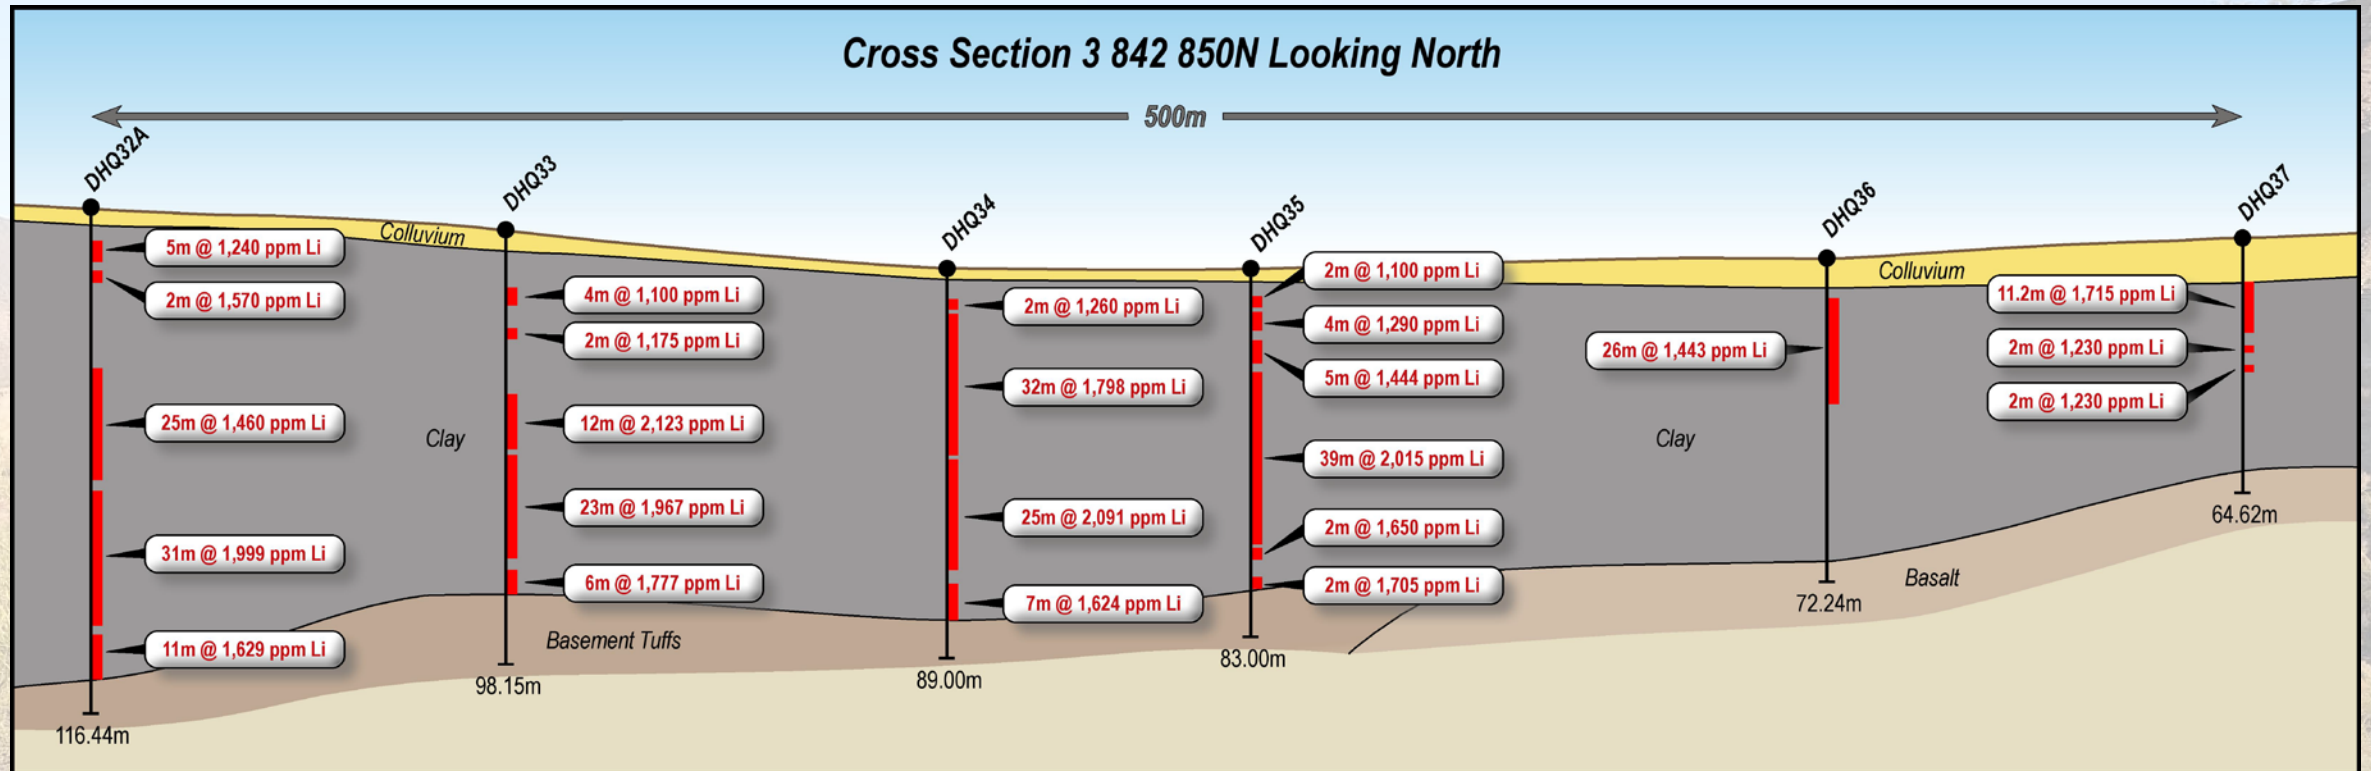 Cross Section 3 842 850N Looking North
500m
DHQ32A
DHQ33
DHQ34
DHQ35
DHQ36
DHQ37
Colluvium
Colluvium
5m @ 1,240 ppm Li
2m @ 1,570 ppm Li
25m @ 1,460 ppm Li
31m @ 1,999 ppm Li
11m @ 1,629 ppm Li
116.44m
Clay
4m @ 1,100 ppm Li
2m @ 1,175 ppm Li
12m @ 2,123 ppm Li
23m @ 1,967 ppm Li
6m @ 1,777 ppm Li
Basement Tuffs
98.15m
2m @ 1,260 ppm Li
32m @ 1,798 ppm Li
25m @ 2,091 ppm Li
7m @ 1,624 ppm Li
89.00m
2m @ 1,100 ppm Li
4m @ 1,290 ppm Li
5m @ 1,444 ppm Li
39m @ 2,015 ppm Li
2m @ 1,650 ppm Li
2m @ 1,705 ppm Li
83.00m
26m @ 1,443 ppm Li
Clay
72.24m
Basalt
11.2m @ 1,715 ppm Li
2m @ 1,230 ppm Li
2m @ 1,230 ppm Li
64.62m